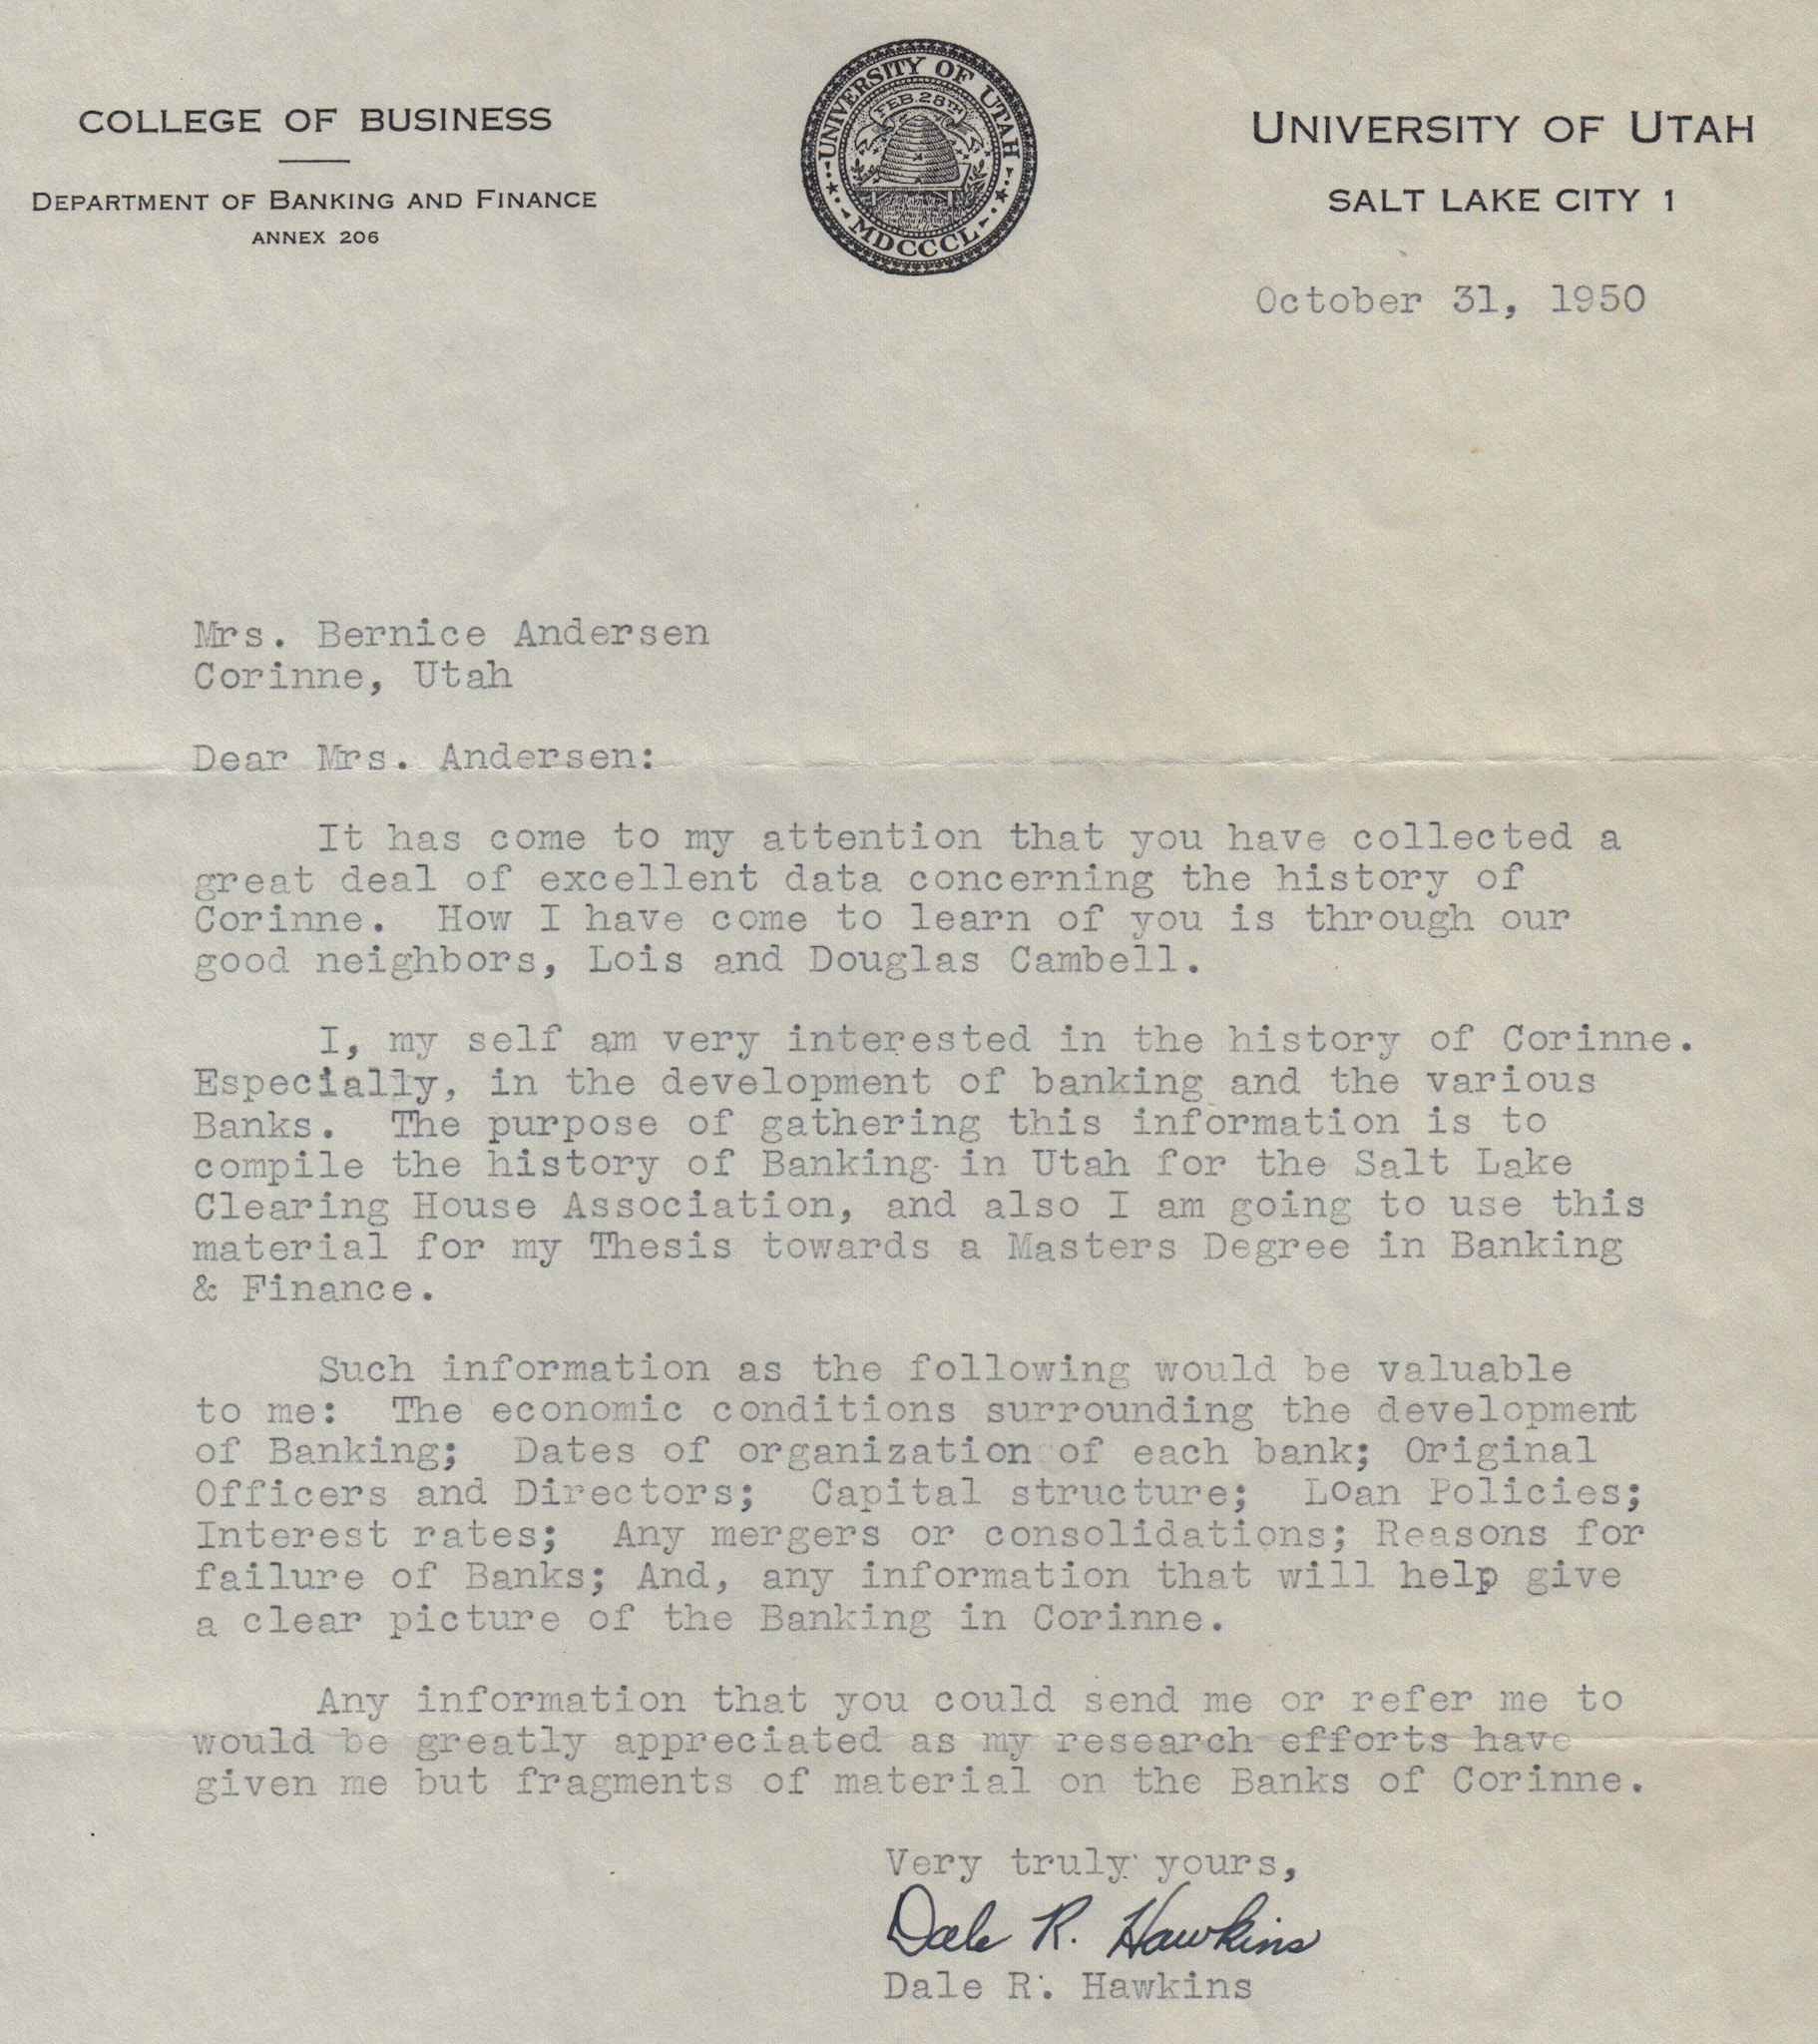 COLLEGE OF BUSINESS
DEPARTMENT OF BANKING AND FINANCE
ANNEX 206
UNIVERSITY OF UTAH
FEB. 28TH
MDCCCL
UNIVERSITY OF UTAH
SALT LAKE CITY 1
October 31, 1950
Mrs. Bernice Andersen
Corinne, Utah
Dear Mrs. Andersen:
It has come to my attention that you have collected a
great deal of excellent data concerning the history of
Corinne. How I have come to learn of you is through our
good neighbors, Lois and Douglas Cambell.
I, my self am very interested in the history of Corinne.
Especially, in the development of banking and the various
Banks. The purpose of gathering this information is to
compile the history of Banking in Utah for the Salt Lake
Clearing House Association, and also I am going to use this
material for my Thesis towards a Masters Degree in Banking
& Finance.
Such information as the following would be valuable
to me: The economic conditions surrounding the development
of Banking; Dates of organization of each bank; Original
Officers and Directors; Capital structure; Loan Policies;
Interest rates; Any mergers or consolidations; Reasons for
failure of Banks; And, any information that will help give
a clear picture of the Banking in Corinne.
Any information that you could send me or refer me to
would be greatly appreciated as my research efforts have
given me but fragments of material on the Banks of Corinne.
Very truly yours,
Dale R. Hawkins
Dale R. Hawkins